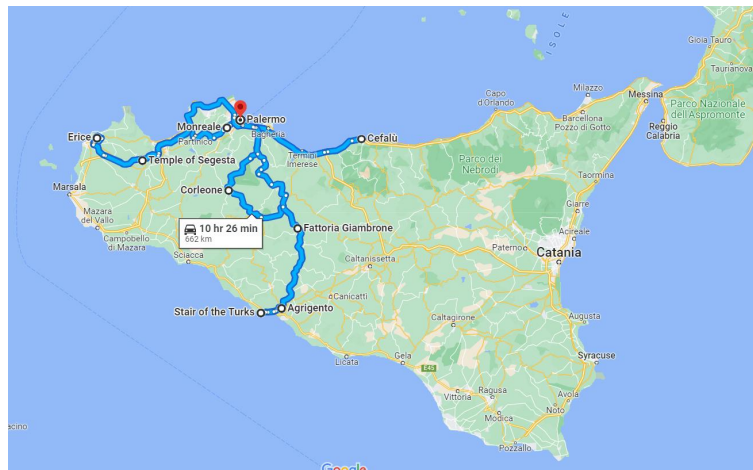 Gioia Tauro
Taurianova
ISOLE
Milazzo
Messina
Capo
d'Orlando
Barcellona
Pozzo di Gotto
Parco Nazionale
dell'Aspromonte
Reggio
Calabria
Palermo
Monreale
Bagheria
Erice
Partinico
Cefalù
Temple of Segesta
Termini
Imerese
Parco dei
Nebrodi
Taormina
Marsala
Corleone
Giarre
Mazara
del Vallo
10 hr 26 min
662 km
Fattoria Giambrone
Acireale
Campobello
di Mazara
Paternò
Catania
Sciacca
Caltanissetta
Stair of the Turks
Agrigento
Canicattì
Caltagirone
Augusta
Licata
Gela
E45
Syracuse
Vittoria
Ragusa
Avola
Modica
Noto
Pozzallo
acino
Google